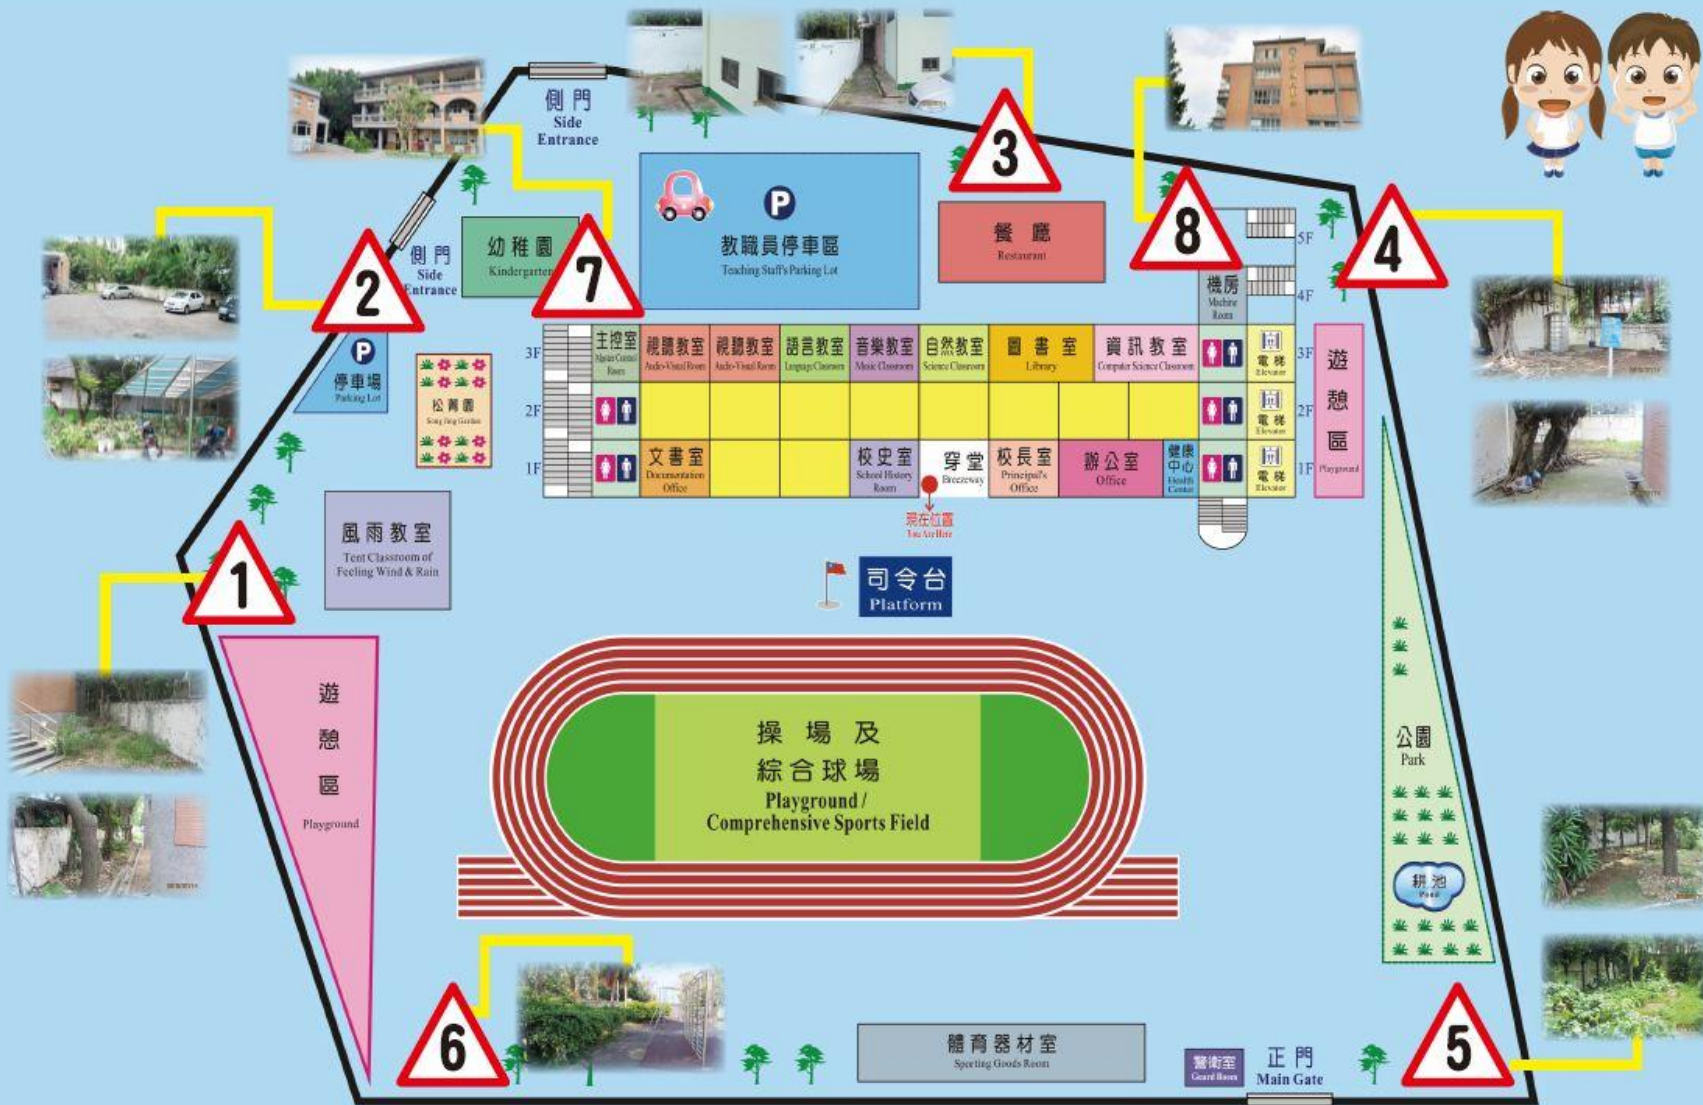 側門
Side
Entrance
3
8
4
P
教職員停車區
Teaching Staff's Parking Lot
餐廳
Restaurant
5F
幼稚園
Kindergarten
7
側門
Side
Entrance
2
機房
Machine
Room
4F
P
停車場
Parking Lot
松菁園
Song Jing Garden
3F
主控室
Master Control
Room
視聽教室
Audio-Visual Room
視聽教室
Audio-Visual Room
語言教室
Language Classroom
音樂教室
Music Classroom
自然教室
Science Classroom
圖書室
Library
資訊教室
Computer Science Classroom
電梯
Elevator
3F
2F
電梯
Elevator
2F
1F
文書室
Documentation
Office
校史室
School History
Room
穿堂
Breezeway
校長室
Principal's
Office
辦公室
Office
健康
中心
Health
Center
電梯
Elevator
1F
遊憩區
Playground
現在位置
You Are Here
風雨教室
Tent Classroom of
Feeling Wind & Rain
1
司令台
Platform
遊憩區
Playground
操場及
綜合球場
Playground /
Comprehensive Sports Field
公園
Park
耕池
Pond
6
體育器材室
Sporting Goods Room
警衛室
Guard Room
正門
Main Gate
5